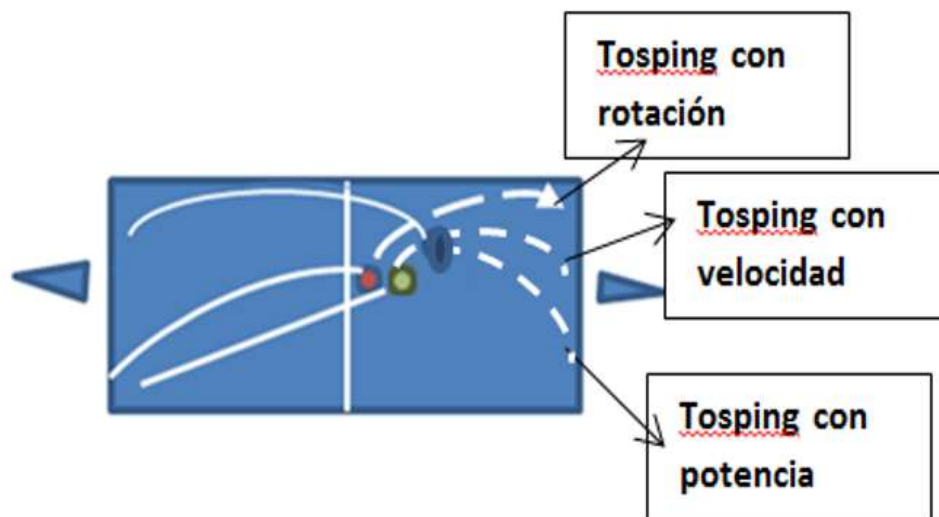 Tosping con
rotación
Tosping con
velocidad
Tosping con
potencia